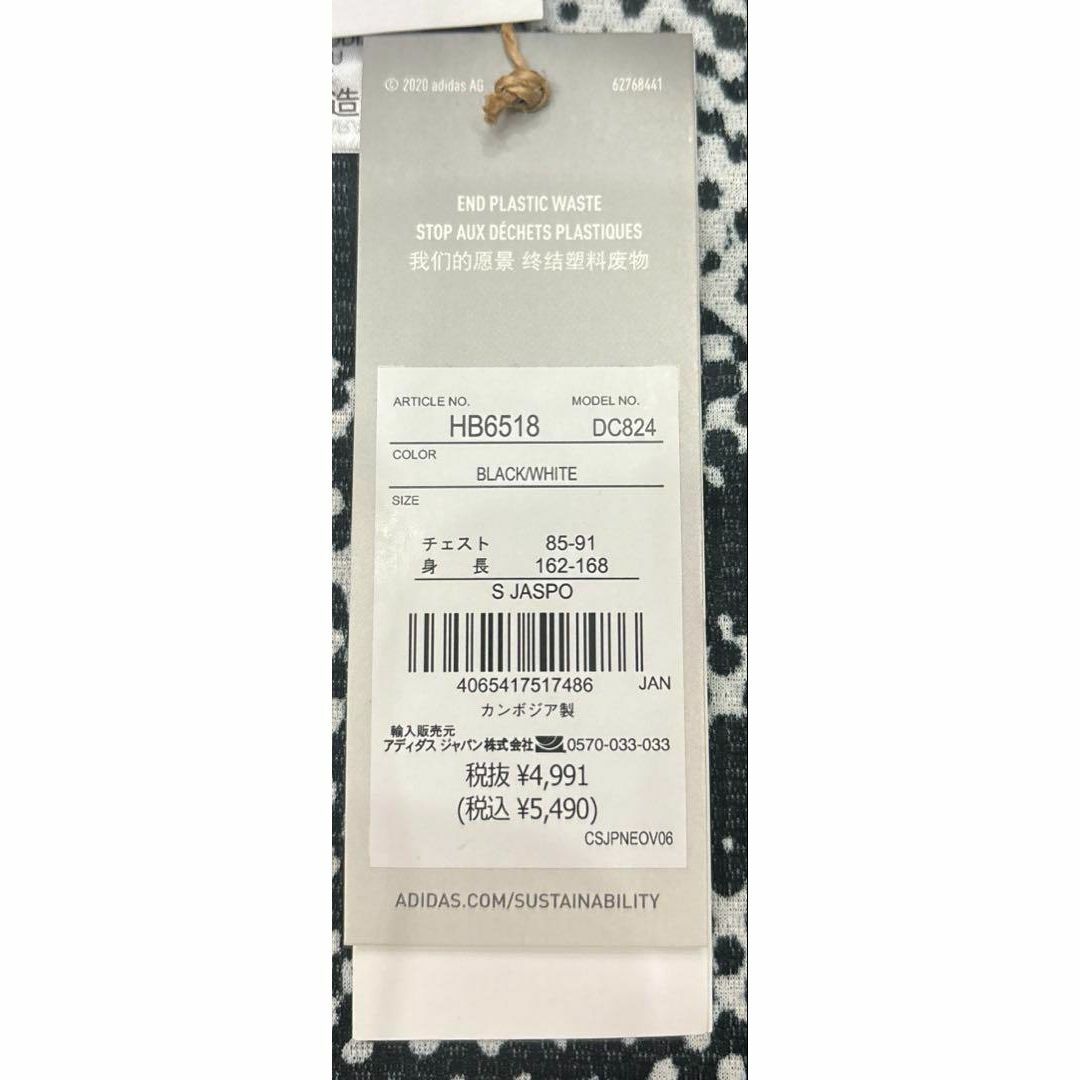 造
© 2020 adidas AG 62768441
END PLASTIC WASTE
STOP AUX DÉCHETS PLASTIQUES
我们的愿景 终结塑料废物
ARTICLE NO. MODEL NO.
HB6518 DC824
COLOR
BLACK/WHITE
SIZE
チェスト 85-91
身 長 162-168
S JASPO
4065417517486 JAN
カンボジア製
輸入販売元
アディダス ジャパン株式会社 0570-033-033
税抜 ¥4,991
(税込 ¥5,490)
CSJPNEOV06
ADIDAS.COM/SUSTAINABILITY